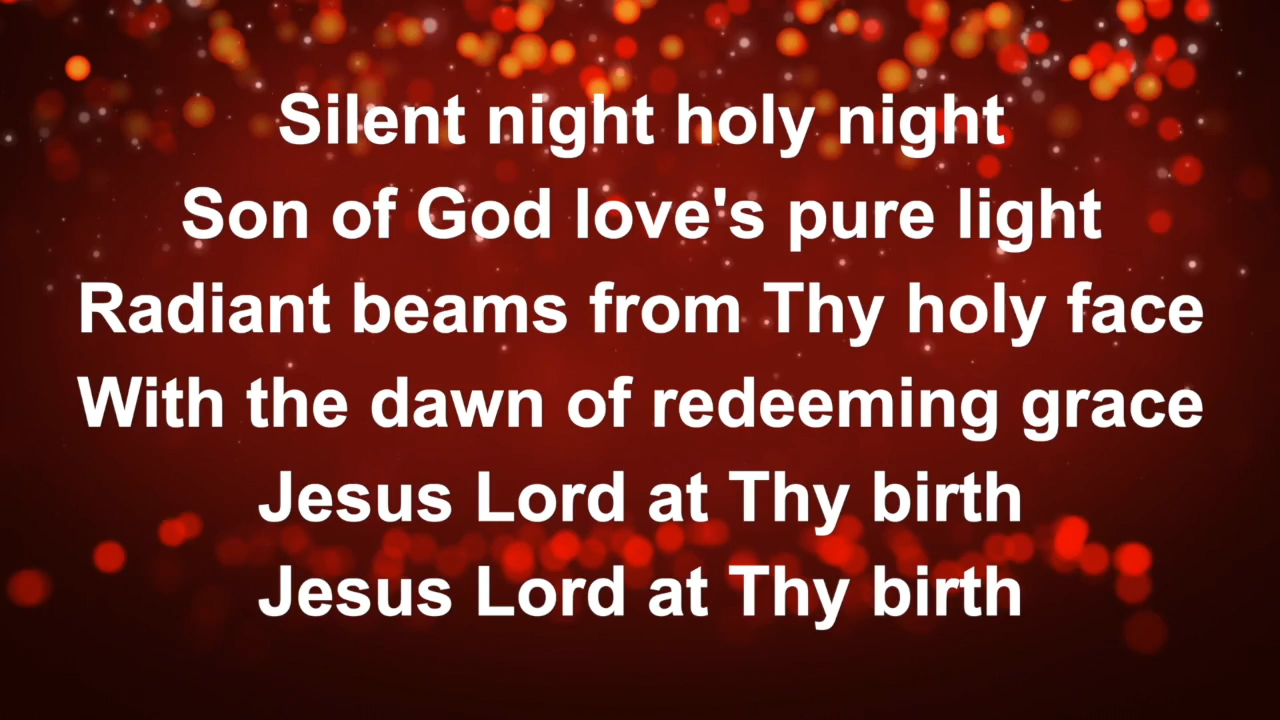 Silent night holy night
Son of God love's pure light
Radiant beams from Thy holy face
With the dawn of redeeming grace
Jesus Lord at Thy birth
Jesus Lord at Thy birth